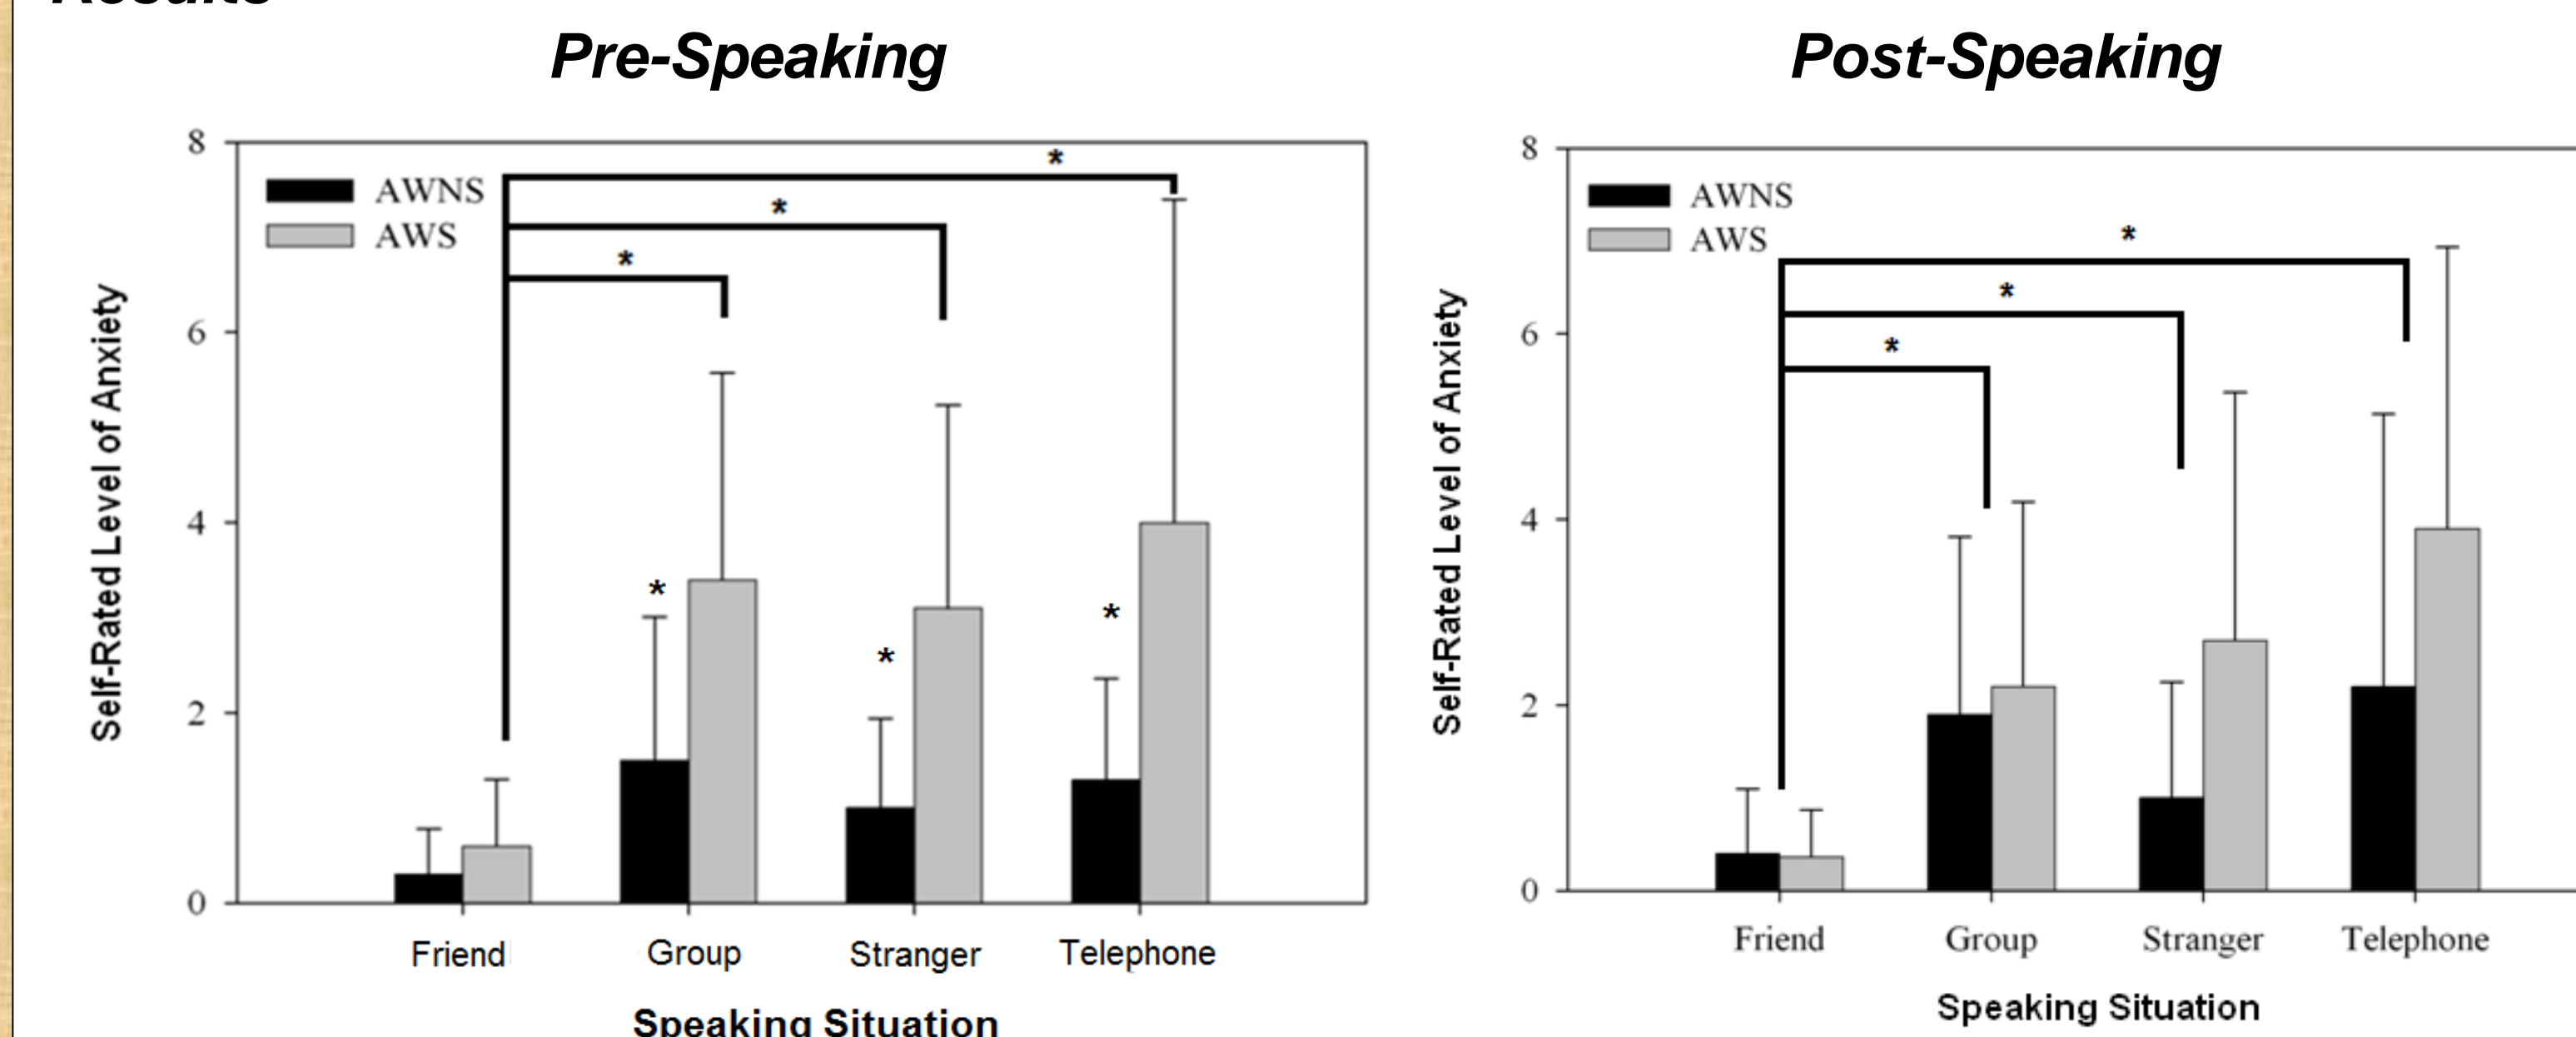 Results
Pre-Speaking
Post-Speaking
8
6
4
2
0
Self-Rated Level of Anxiety
AWNS
AWS
*
*
*
*
*
*
Friend
Group
Stranger
Telephone
Speaking Situation
8
6
4
2
0
Self-Rated Level of Anxiety
AWNS
AWS
*
*
*
Friend
Group
Stranger
Telephone
Speaking Situation